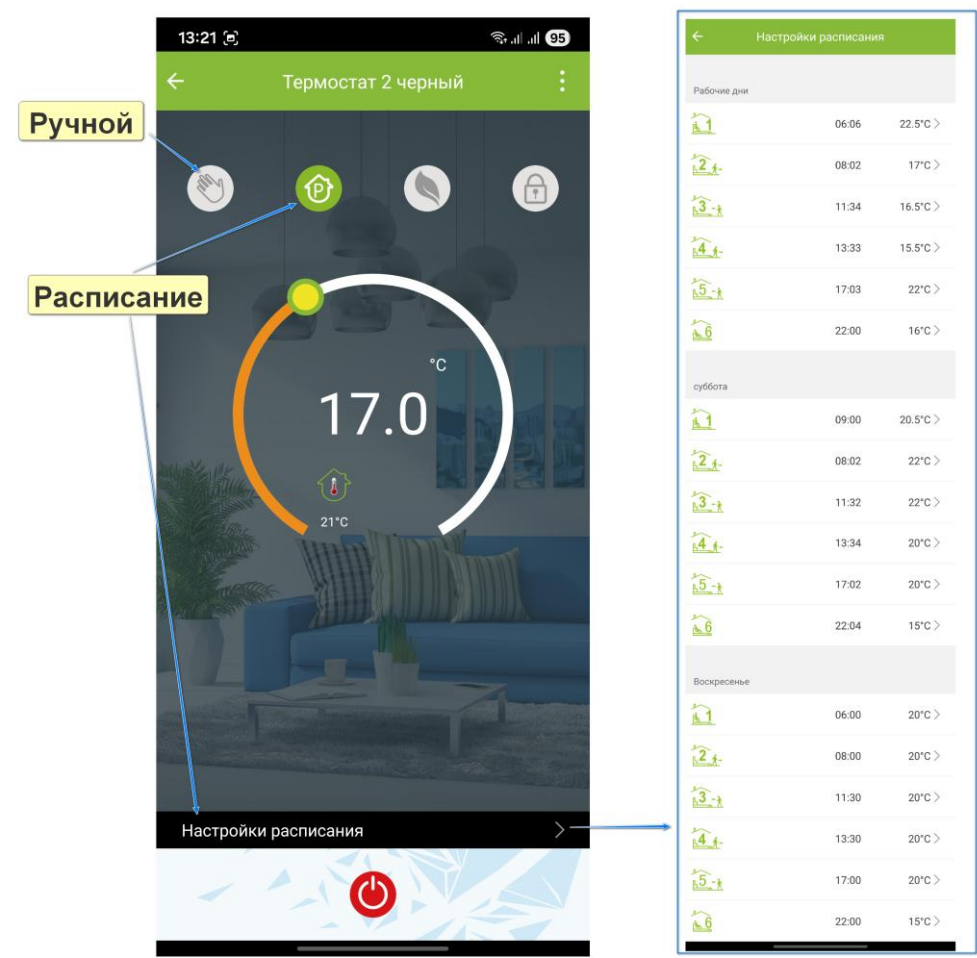 13:21
95
Термостат 2 черный
Ручной
P
Расписание
°C
17.0
21°C
Настройки расписания
Настройки расписания
Рабочие дни
1 06:06 22.5°C
2 08:02 17°C
3 11:34 16.5°C
4 13:33 15.5°C
5 17:03 22°C
6 22:00 16°C
суббота
1 09:00 20.5°C
2 08:02 22°C
3 11:32 22°C
4 13:34 20°C
5 17:02 20°C
6 22:04 15°C
Воскресенье
1 06:00 20°C
2 08:00 20°C
3 11:30 20°C
4 13:30 20°C
5 17:00 20°C
6 22:00 15°C